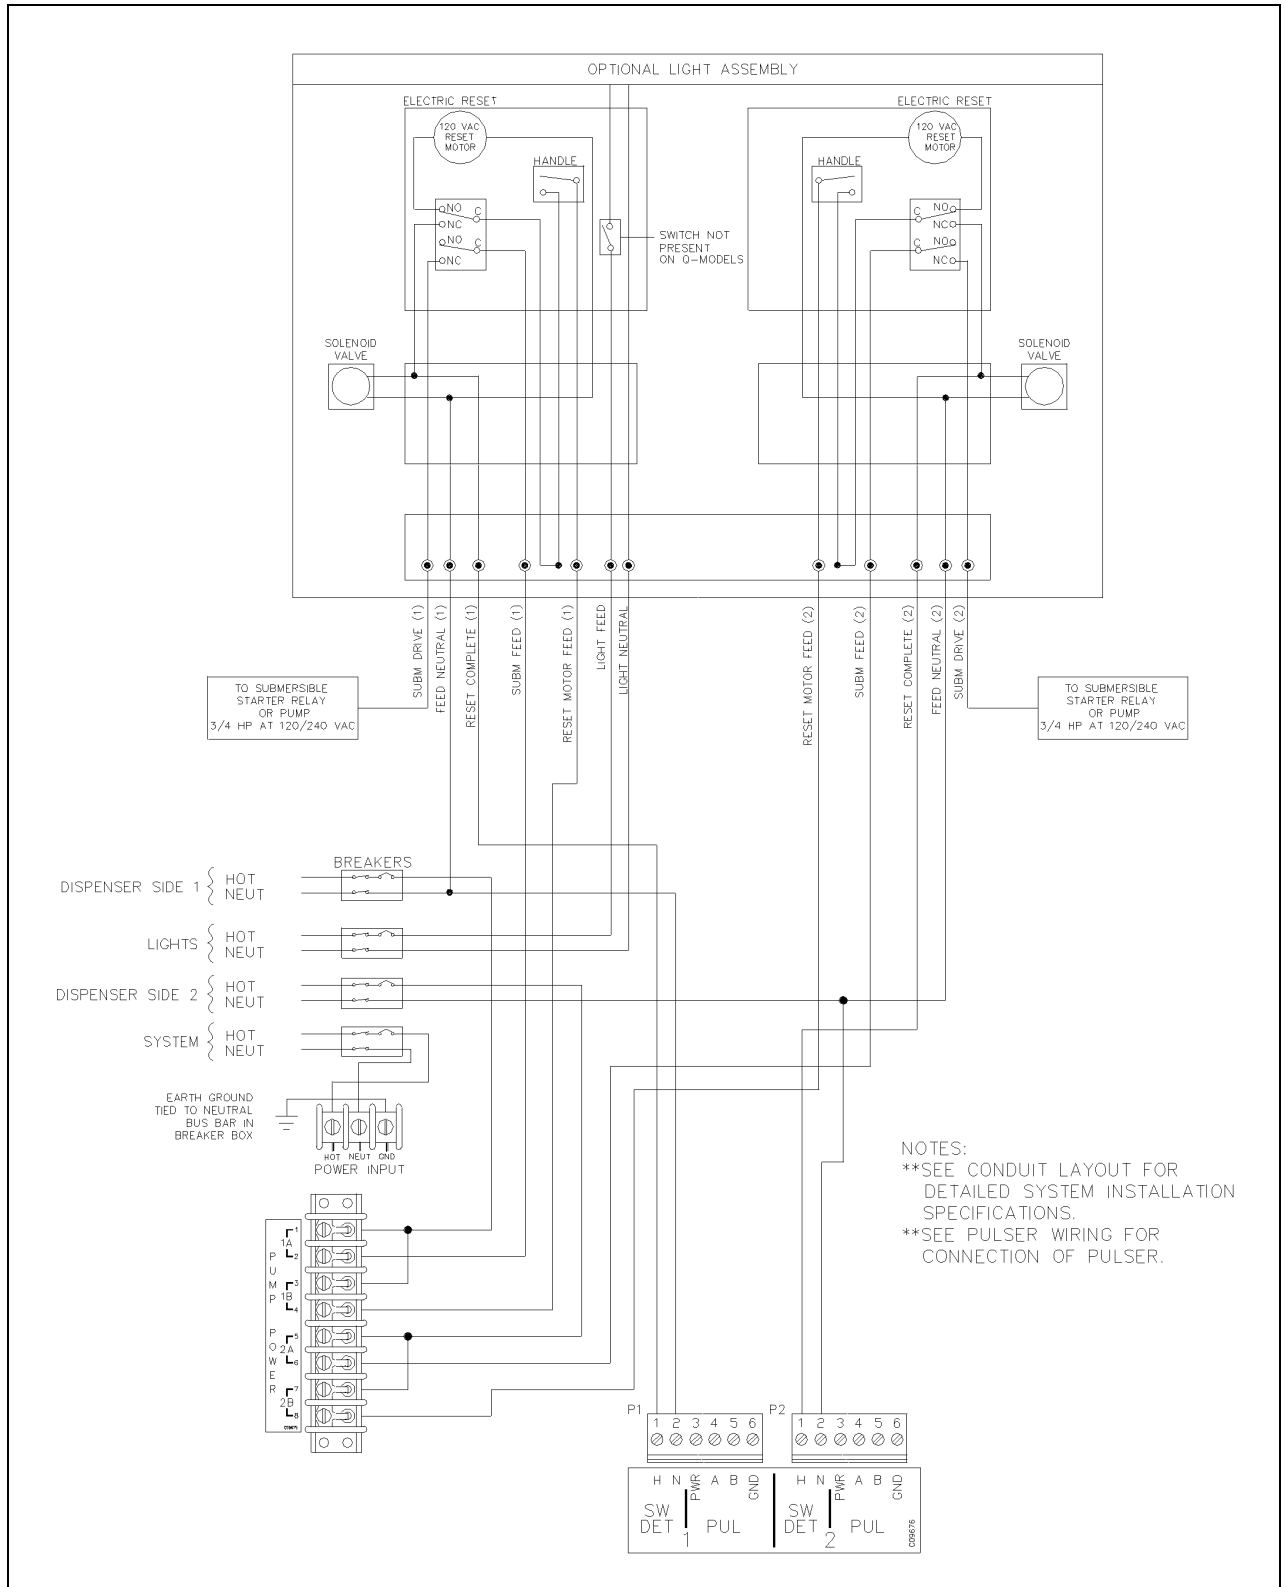 OPTIONAL LIGHT ASSEMBLY
ELECTRIC RESET
120 VAC
RESET
MOTOR
HANDLE
NO
C
NC
NO
C
NC
SWITCH NOT
PRESENT
ON Q-MODELS
ELECTRIC RESET
120 VAC
RESET
MOTOR
HANDLE
C
NO
NC
C
NO
NC
SOLENOID
VALVE
SOLENOID
VALVE
SUBM DRIVE (1)
FEED NEUTRAL (1)
RESET COMPLETE (1)
SUBM FEED (1)
RESET MOTOR FEED (1)
LIGHT FEED
LIGHT NEUTRAL
RESET MOTOR FEED (2)
SUBM FEED (2)
RESET COMPLETE (2)
FEED NEUTRAL (2)
SUBM DRIVE (2)
TO SUBMERSIBLE
STARTER RELAY
OR PUMP
3/4 HP AT 120/240 VAC
TO SUBMERSIBLE
STARTER RELAY
OR PUMP
3/4 HP AT 120/240 VAC
BREAKERS
DISPENSER SIDE 1
HOT
NEUT
LIGHTS
HOT
NEUT
DISPENSER SIDE 2
HOT
NEUT
SYSTEM
HOT
NEUT
EARTH GROUND
TIED TO NEUTRAL
BUS BAR IN
BREAKER BOX
HOT NEUT GND
POWER INPUT
NOTES:
**SEE CONDUIT LAYOUT FOR
DETAILED SYSTEM INSTALLATION
SPECIFICATIONS.
**SEE PULSER WIRING FOR
CONNECTION OF PULSER.
PUMP POWER
1
1A
2
3
1B
4
5
2A
6
7
2B
8
P1
1 2 3 4 5 6
P2
1 2 3 4 5 6
H N PWR A B GND
SW
DET
1
PUL
H N PWR A B GND
SW
DET
2
PUL
C09676